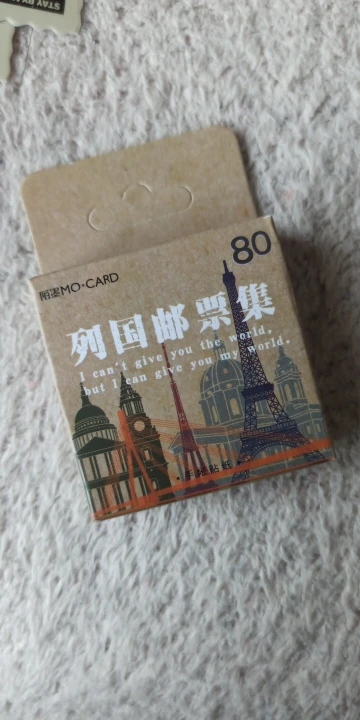 80
陌墨MO·CARD
列国邮票集
I can't give you the world,
but I can give you my world.
·手帐贴纸·